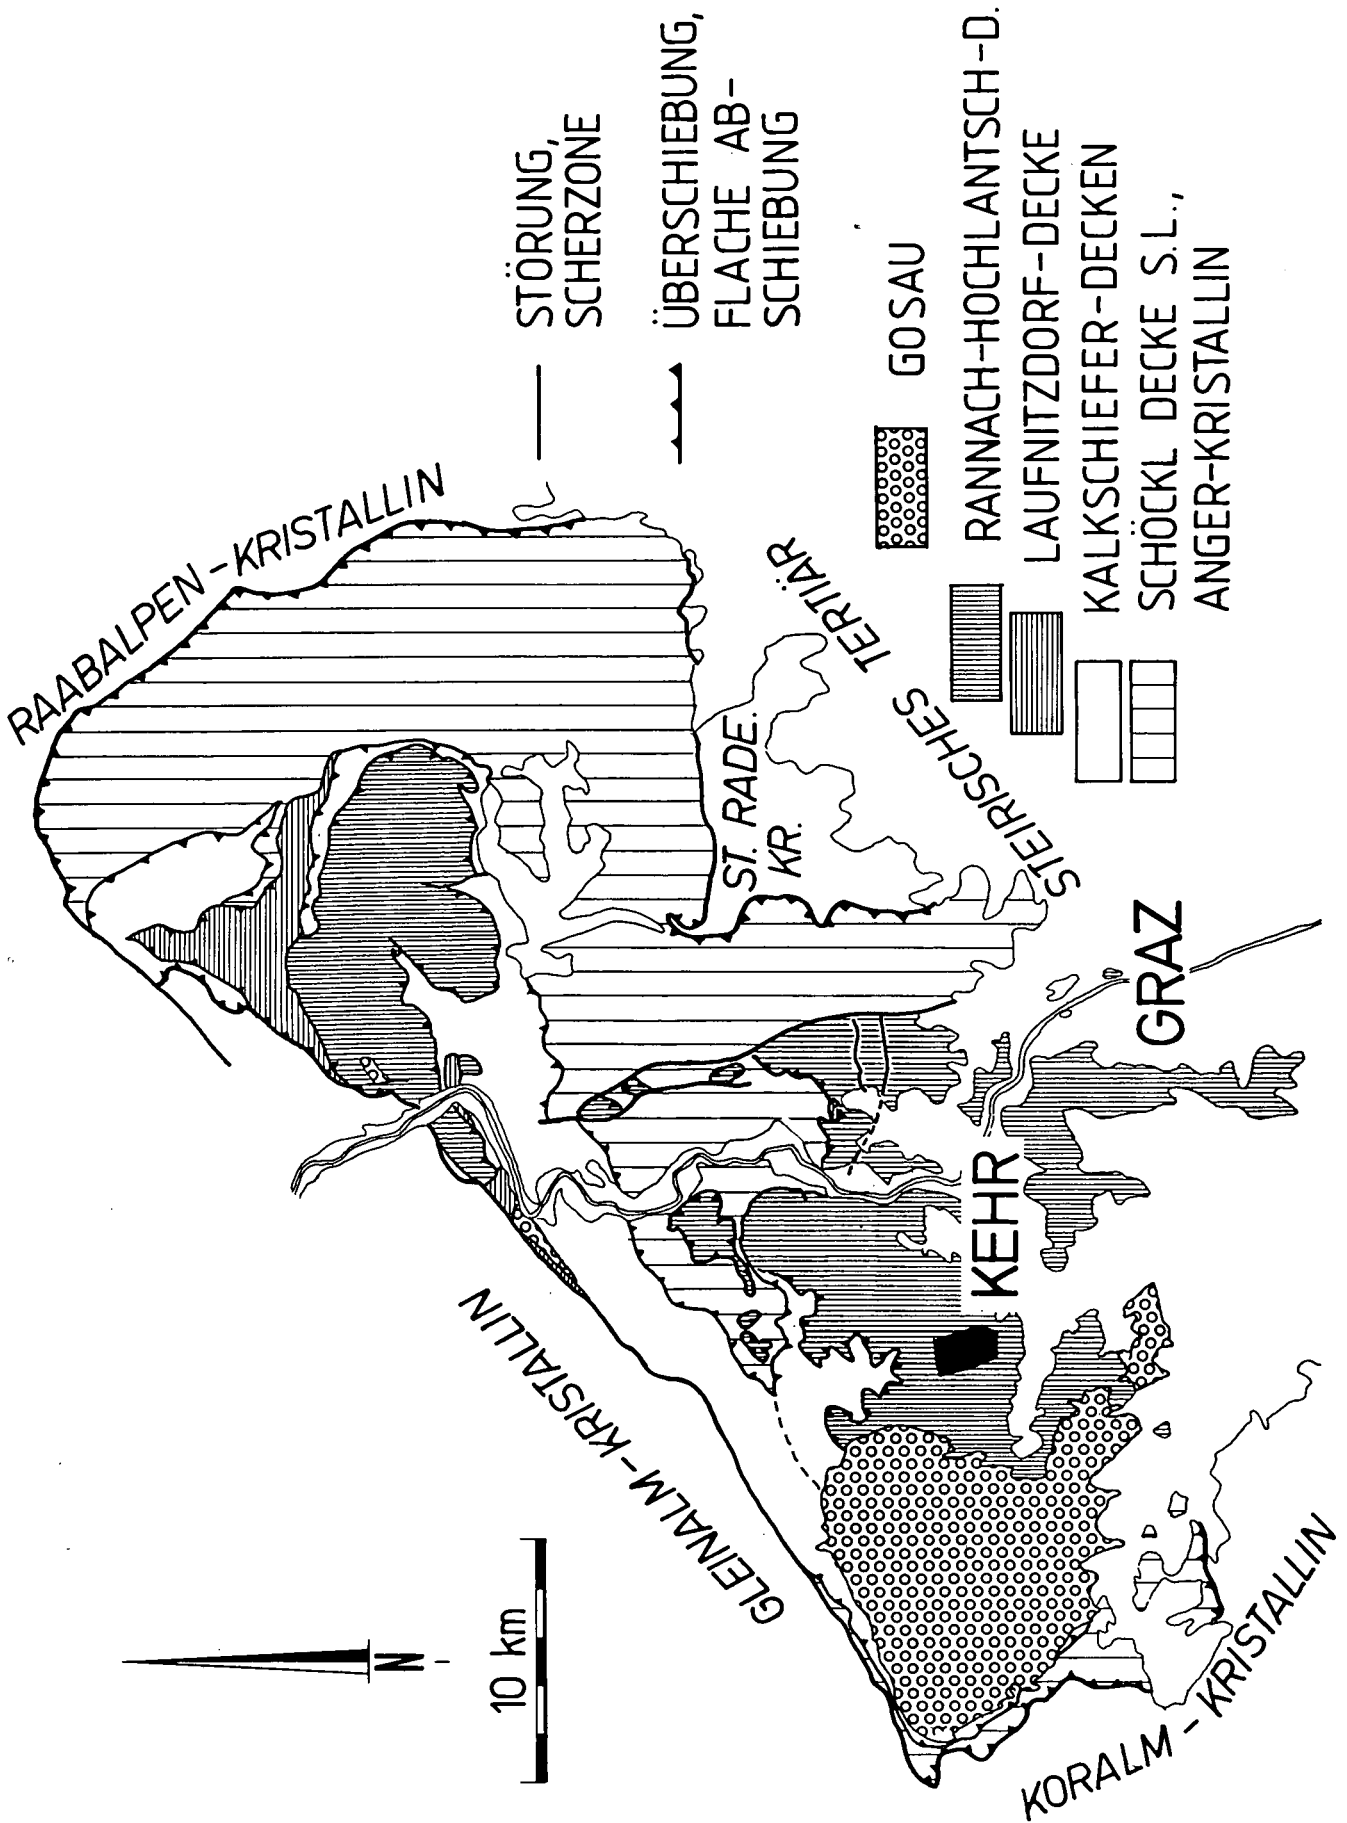 RAABALPEN-KRISTALLIN
GLEINALM-KRISTALLIN
KORALM-KRISTALLIN
ST. RADE.
KR.
STEIRISCHES TERTIÄR
KEHR
GRAZ
N
10 km
STÖRUNG,
SCHERZONE
ÜBERSCHIEBUNG,
FLACHE AB-
SCHIEBUNG
GOSAU
RANNACH-HOCHLANTSCH-D.
LAUFNITZDORF-DECKE
KALKSCHIEFER-DECKEN
SCHÖCKL DECKE S.L.,
ANGER-KRISTALLIN